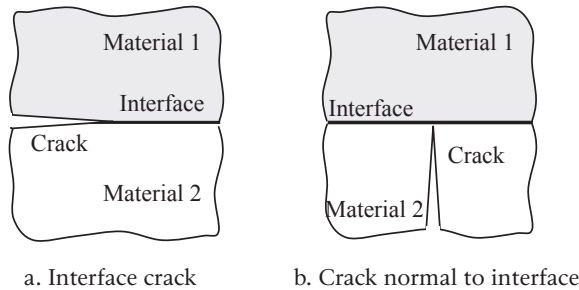 Material 1
Interface
Crack
Material 2
a. Interface crack
Material 1
Interface
Crack
Material 2
b. Crack normal to interface